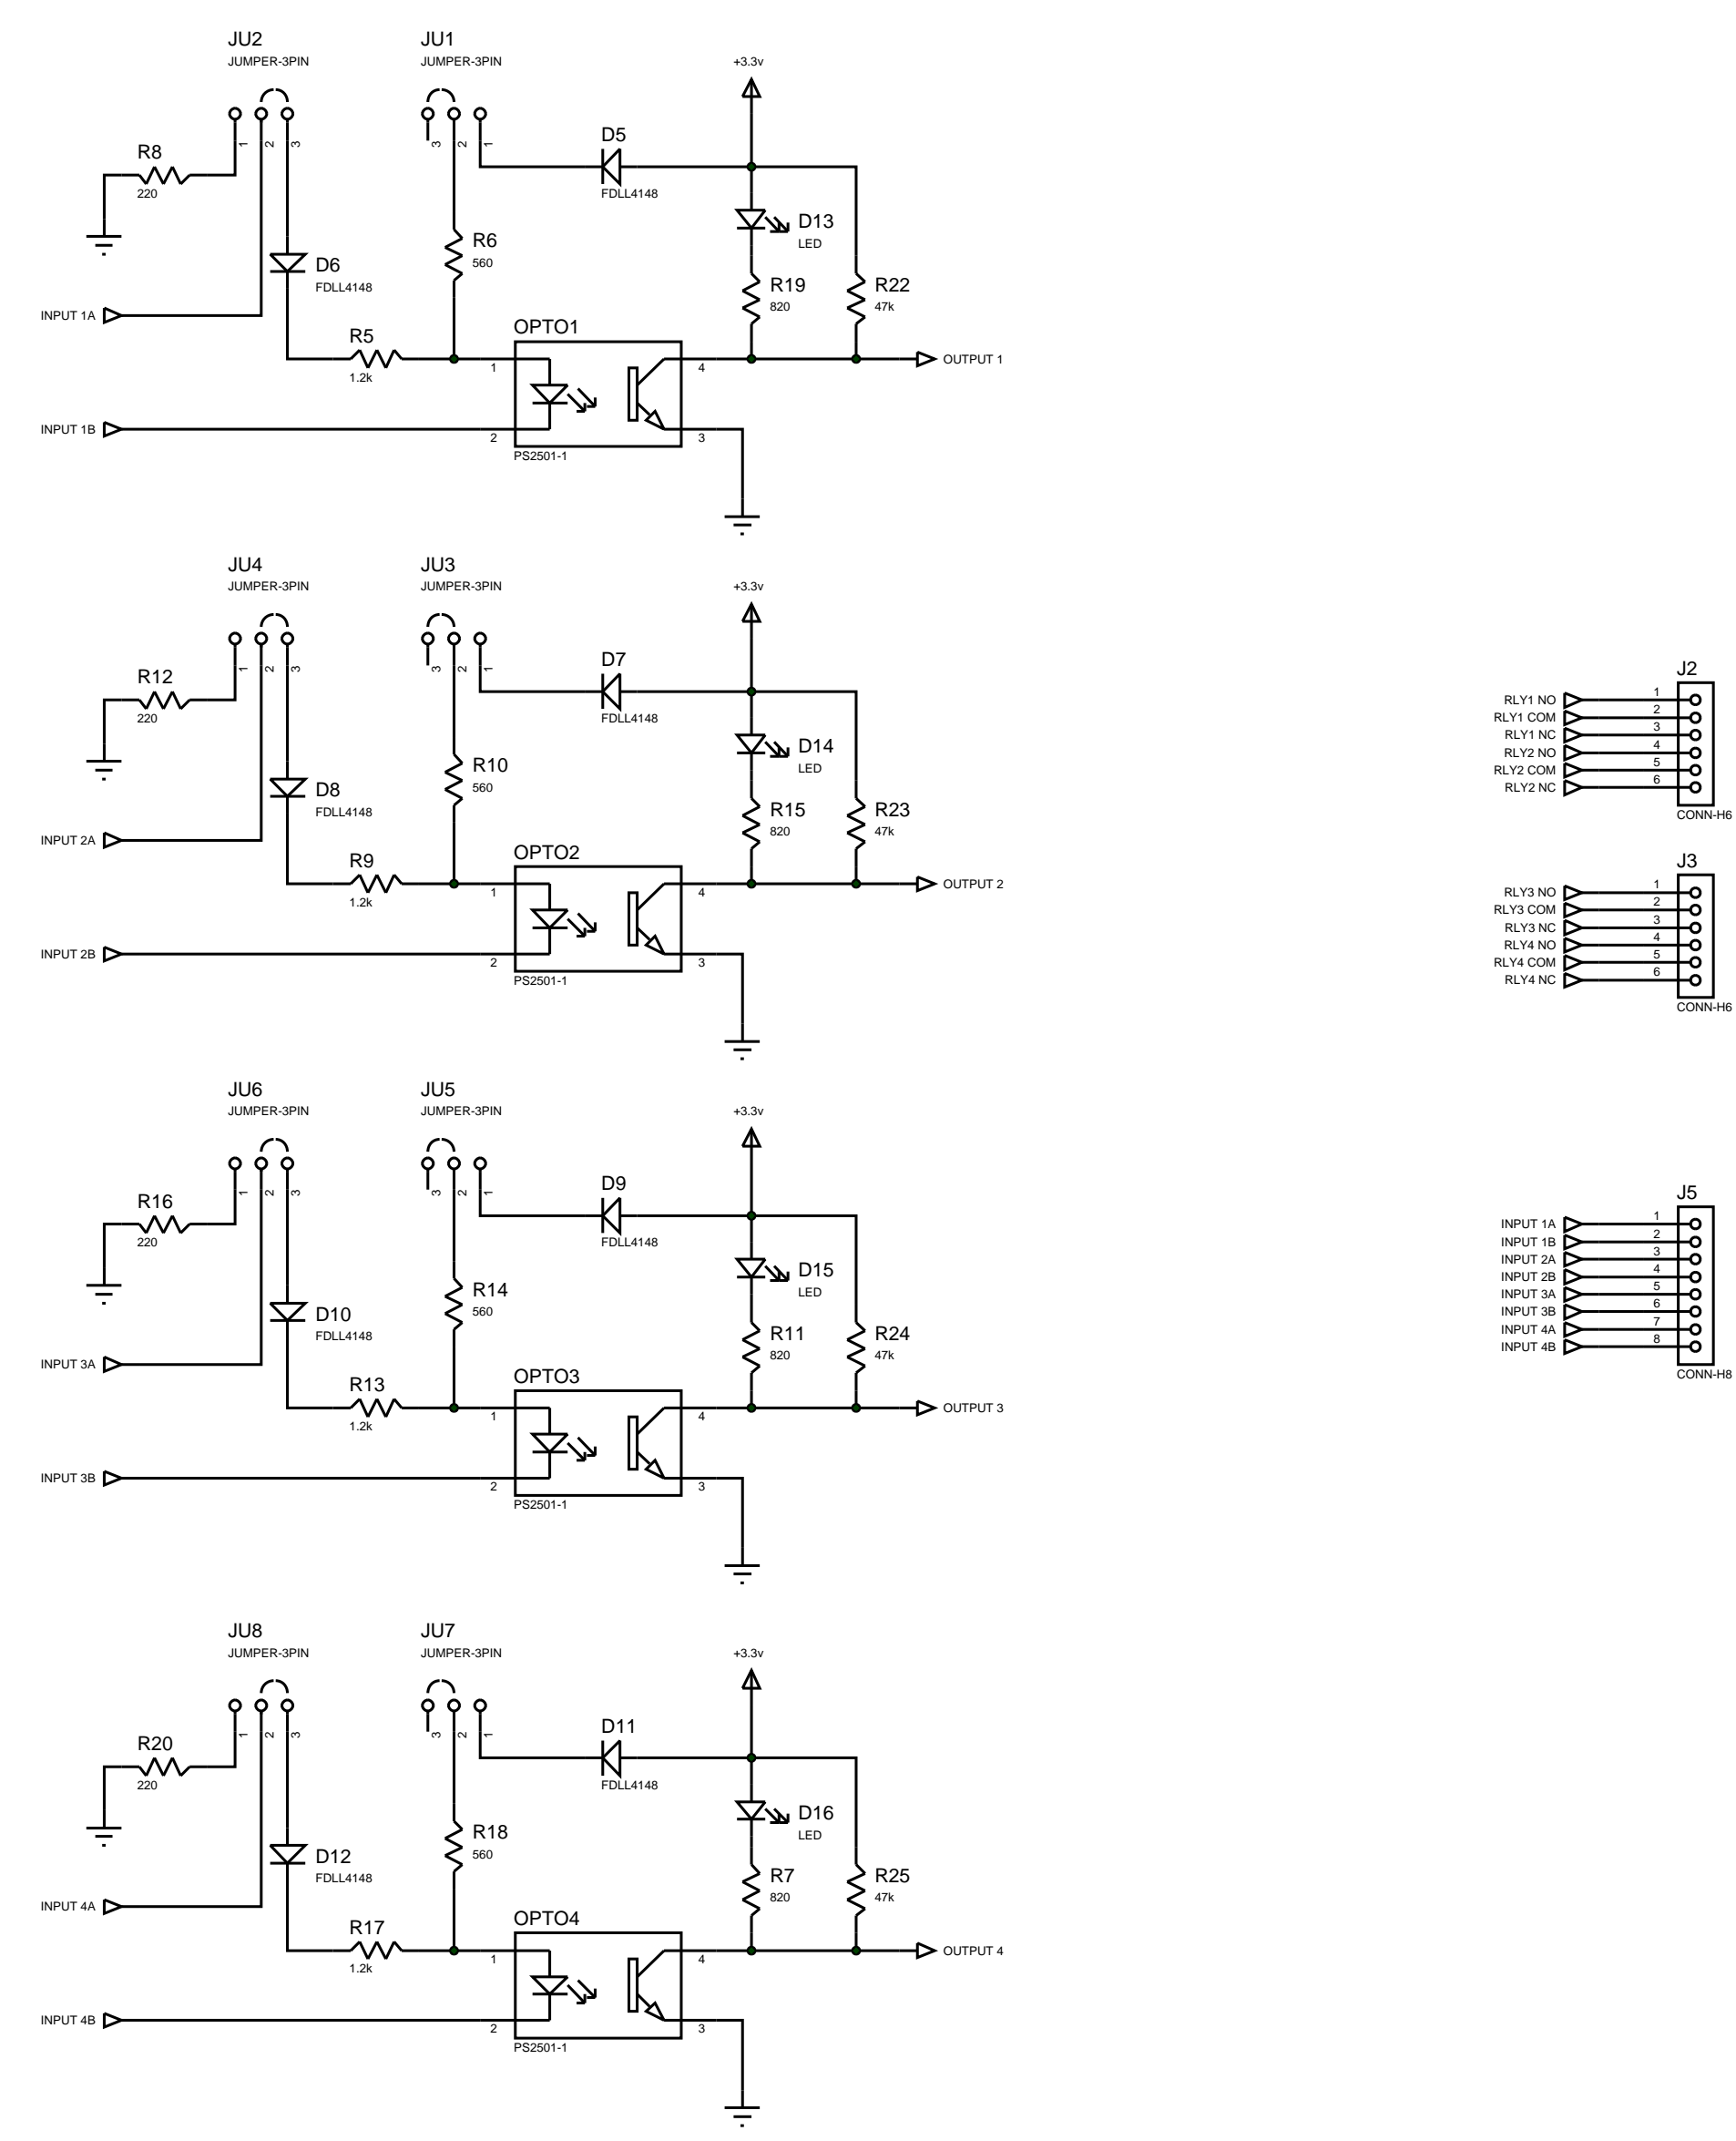 JU2
JUMPER-3PIN
JU1
JUMPER-3PIN
+3.3v
1
2
3
3
2
1
R8
220
D5
FDLL4148
D13
LED
R6
560
D6
FDLL4148
R19
820
R22
47k
INPUT 1A
R5
1.2k
OPTO1
1
4
OUTPUT 1
INPUT 1B
2
3
PS2501-1
JU4
JUMPER-3PIN
JU3
JUMPER-3PIN
+3.3v
1
2
3
3
2
1
R12
220
D7
FDLL4148
D14
LED
R10
560
D8
FDLL4148
R15
820
R23
47k
INPUT 2A
R9
1.2k
OPTO2
1
4
OUTPUT 2
INPUT 2B
2
3
PS2501-1
JU6
JUMPER-3PIN
JU5
JUMPER-3PIN
+3.3v
1
2
3
3
2
1
R16
220
D9
FDLL4148
D15
LED
R14
560
D10
FDLL4148
R11
820
R24
47k
INPUT 3A
R13
1.2k
OPTO3
1
4
OUTPUT 3
INPUT 3B
2
3
PS2501-1
JU8
JUMPER-3PIN
JU7
JUMPER-3PIN
+3.3v
1
2
3
3
2
1
R20
220
D11
FDLL4148
D16
LED
R18
560
D12
FDLL4148
R7
820
R25
47k
INPUT 4A
R17
1.2k
OPTO4
1
4
OUTPUT 4
INPUT 4B
2
3
PS2501-1
J2
RLY1 NO 1
RLY1 COM 2
RLY1 NC 3
RLY2 NO 4
RLY2 COM 5
RLY2 NC 6
CONN-H6
J3
RLY3 NO 1
RLY3 COM 2
RLY3 NC 3
RLY4 NO 4
RLY4 COM 5
RLY4 NC 6
CONN-H6
J5
INPUT 1A 1
INPUT 1B 2
INPUT 2A 3
INPUT 2B 4
INPUT 3A 5
INPUT 3B 6
INPUT 4A 7
INPUT 4B 8
CONN-H8